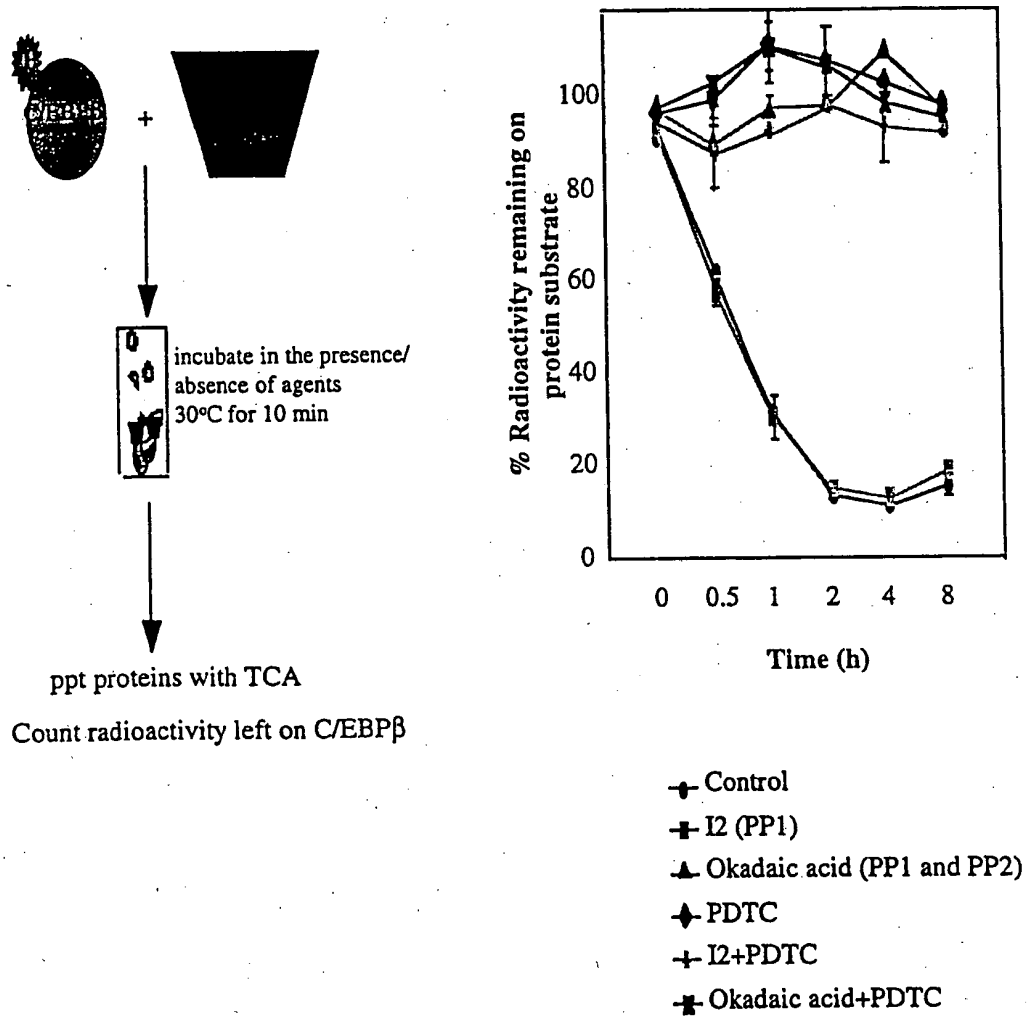 C/EBPβ
+
incubate in the presence/
absence of agents
30ºC for 10 min
ppt proteins with TCA
Count radioactivity left on C/EBPβ
% Radioactivity remaining on
protein substrate
100
80
60
40
20
0
0 0.5 1 2 4 8
Time (h)
Control
I2 (PP1)
Okadaic acid (PP1 and PP2)
PDTC
I2+PDTC
Okadaic acid+PDTC